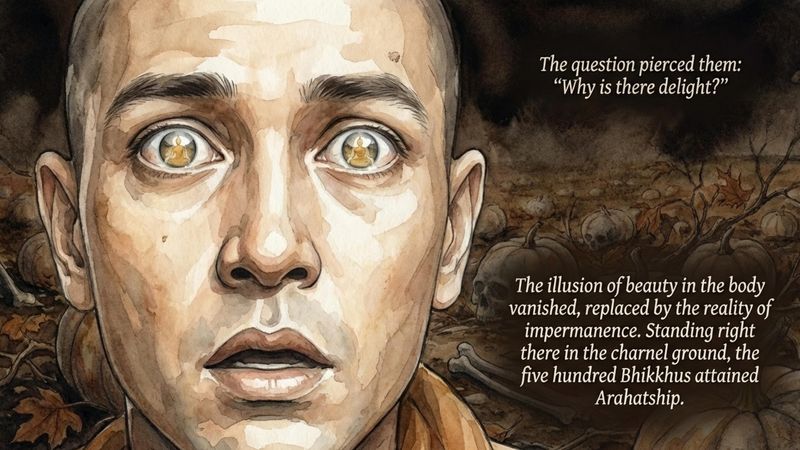 The question pierced them:
“Why is there delight?”
The illusion of beauty in the body
vanished, replaced by the reality of
impermanence. Standing right
there in the charnel ground, the
five hundred Bhikkhus attained
Arahatship.